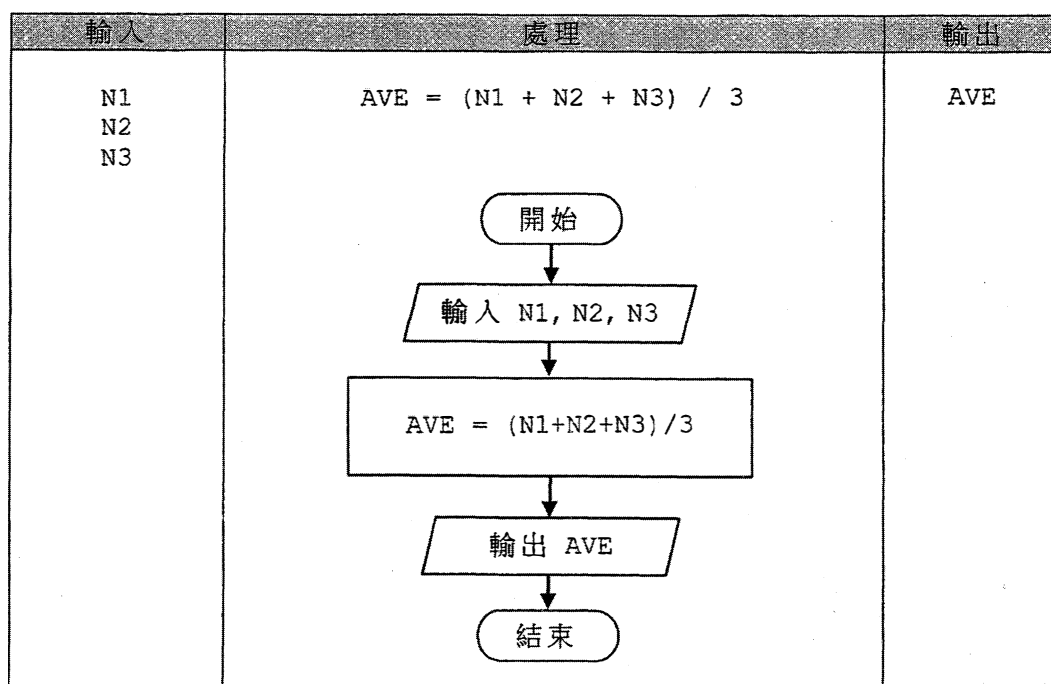 輸入 處理 輸出
N1 AVE = (N1 + N2 + N3) / 3 AVE
N2
N3
開始
輸入 N1, N2, N3
AVE = (N1+N2+N3)/3
輸出 AVE
結束